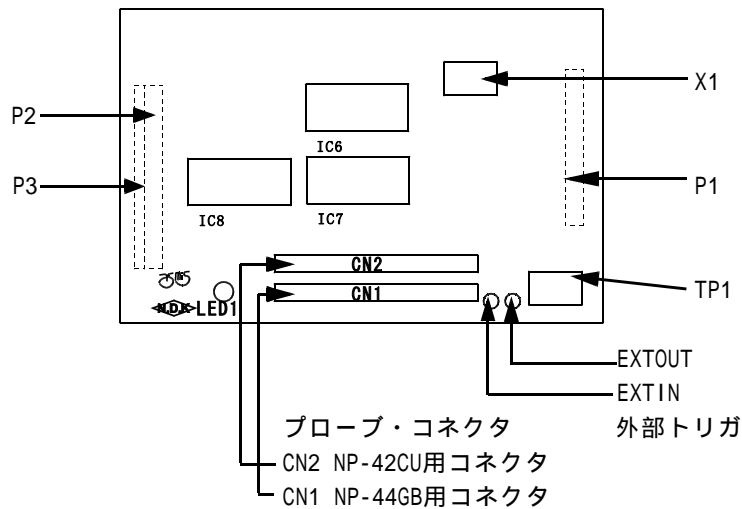 X1
P2
IC6
P3
P1
IC8
IC7
CN2
CN1
N.D.K
LED1
TP1
EXTOUT
EXTIN
プローブ・コネクタ
外部トリガ
CN2 NP-42CU用コネクタ
CN1 NP-44GB用コネクタ